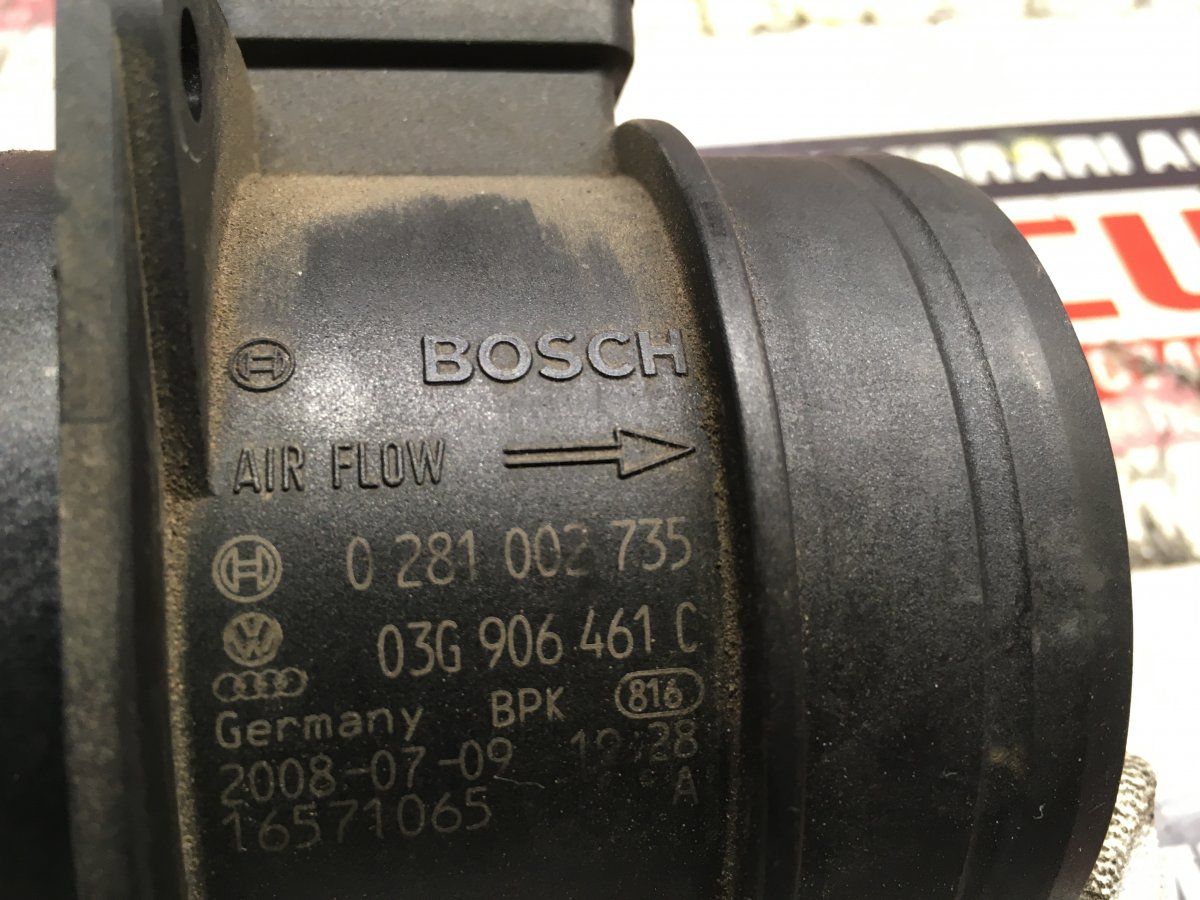 BOSCH
AIR FLOW
0 281 002 735
03G 906 461 C
Germany BPK 816
2008-07-09
A
16571065